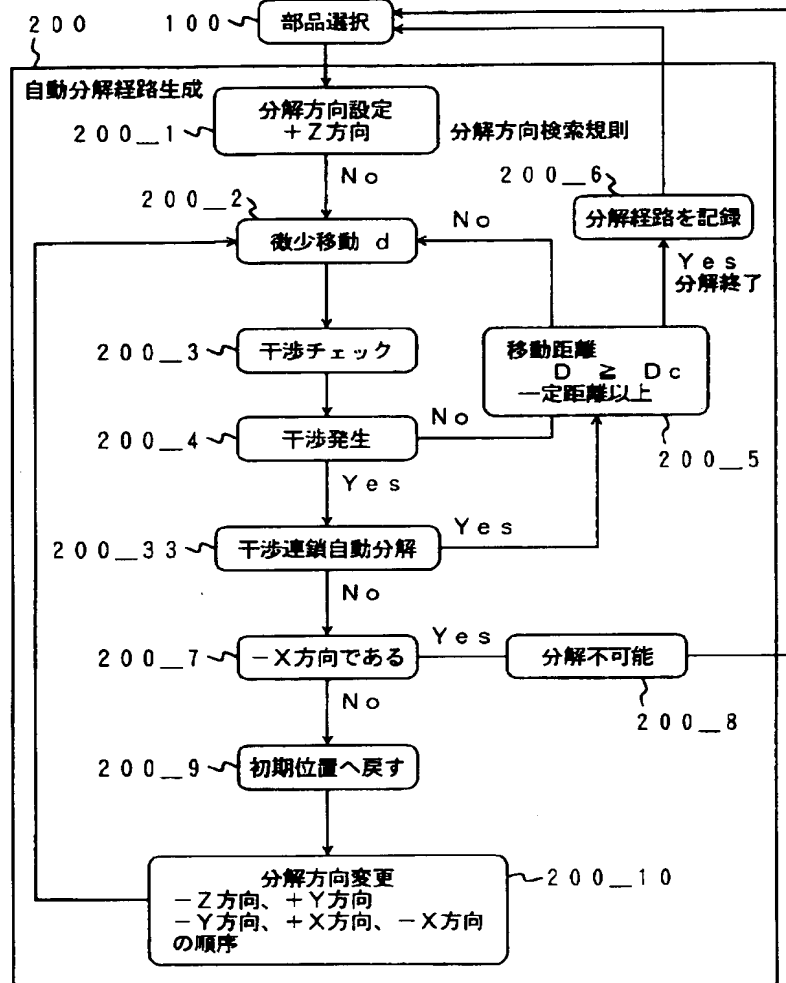 200
100
部品選択
自動分解経路生成
分解方向設定
+Z方向
200_1
分解方向検索規則
No
200_6
200_2
分解経路を記録
微少移動 d
No
Yes
分解終了
200_3
干渉チェック
移動距離
D ≧ Dc
一定距離以上
200_4
干渉発生
No
200_5
Yes
200_33
干渉連鎖自動分解
Yes
No
200_7
-X方向である
Yes
分解不可能
No
200_8
200_9
初期位置へ戻す
分解方向変更
-Z方向、+Y方向
-Y方向、+X方向、-X方向
の順序
200_10